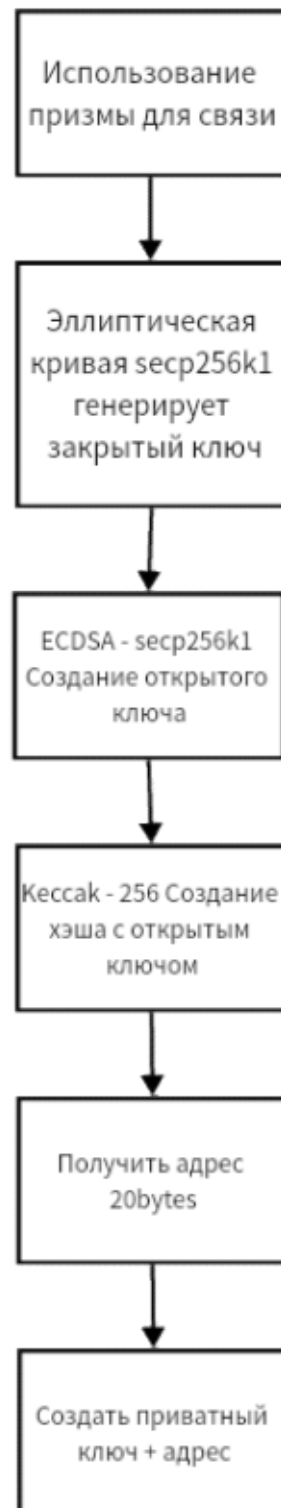 Использование
призмы для связи
Эллиптическая
кривая secp256k1
генерирует
закрытый ключ
ECDSA - secp256k1
Создание открытого
ключа
Keccak - 256 Создание
хэша с открытым
ключом
Получить адрес
20bytes
Создать приватный
ключ + адрес